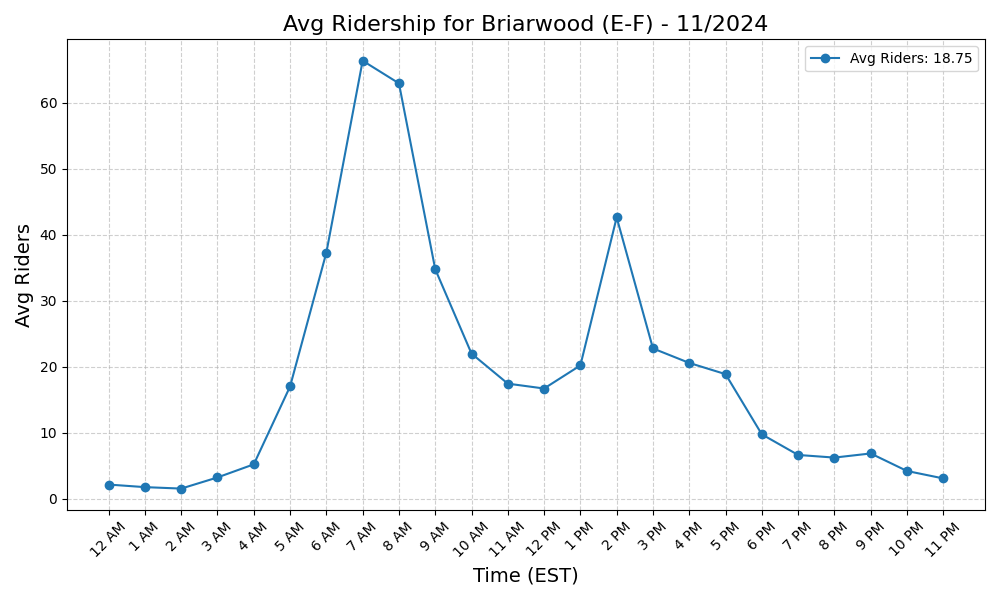 Avg Ridership for Briarwood (E-F) - 11/2024
Avg Riders: 18.75
Avg Riders
60
50
40
30
20
10
0
12 AM 1 AM 2 AM 3 AM 4 AM 5 AM 6 AM 7 AM 8 AM 9 AM 10 AM 11 AM 12 PM 1 PM 2 PM 3 PM 4 PM 5 PM 6 PM 7 PM 8 PM 9 PM 10 PM 11 PM
Time (EST)